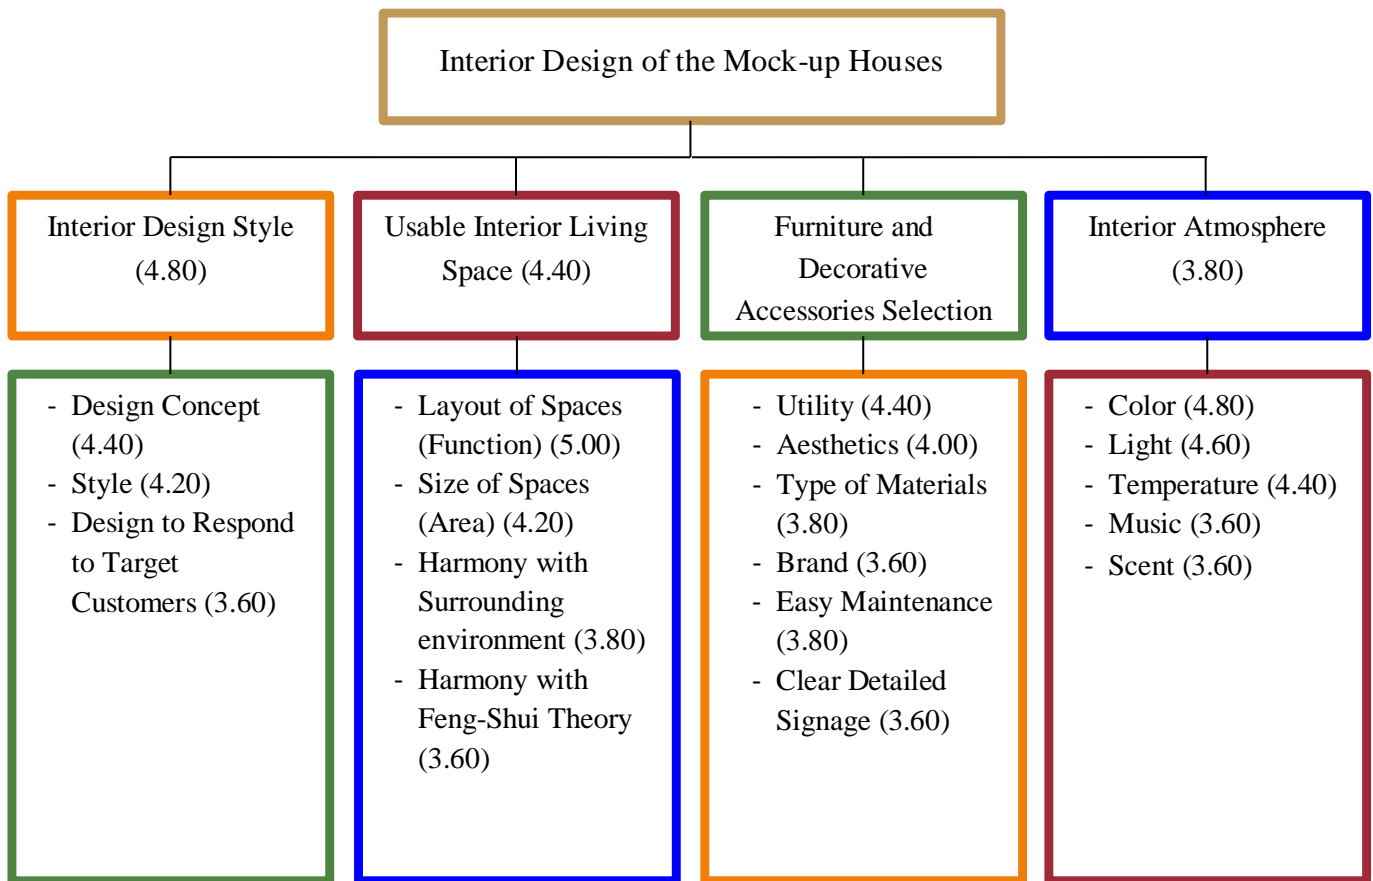 Interior Design of the Mock-up Houses
Interior Design Style
(4.80)
Usable Interior Living
Space (4.40)
Furniture and
Decorative
Accessories Selection
Interior Atmosphere
(3.80)
- Design Concept
(4.40)
- Style (4.20)
- Design to Respond
to Target
Customers (3.60)
- Layout of Spaces
(Function) (5.00)
- Size of Spaces
(Area) (4.20)
- Harmony with
Surrounding
environment (3.80)
- Harmony with
Feng-Shui Theory
(3.60)
- Utility (4.40)
- Aesthetics (4.00)
- Type of Materials
(3.80)
- Brand (3.60)
- Easy Maintenance
(3.80)
- Clear Detailed
Signage (3.60)
- Color (4.80)
- Light (4.60)
- Temperature (4.40)
- Music (3.60)
- Scent (3.60)